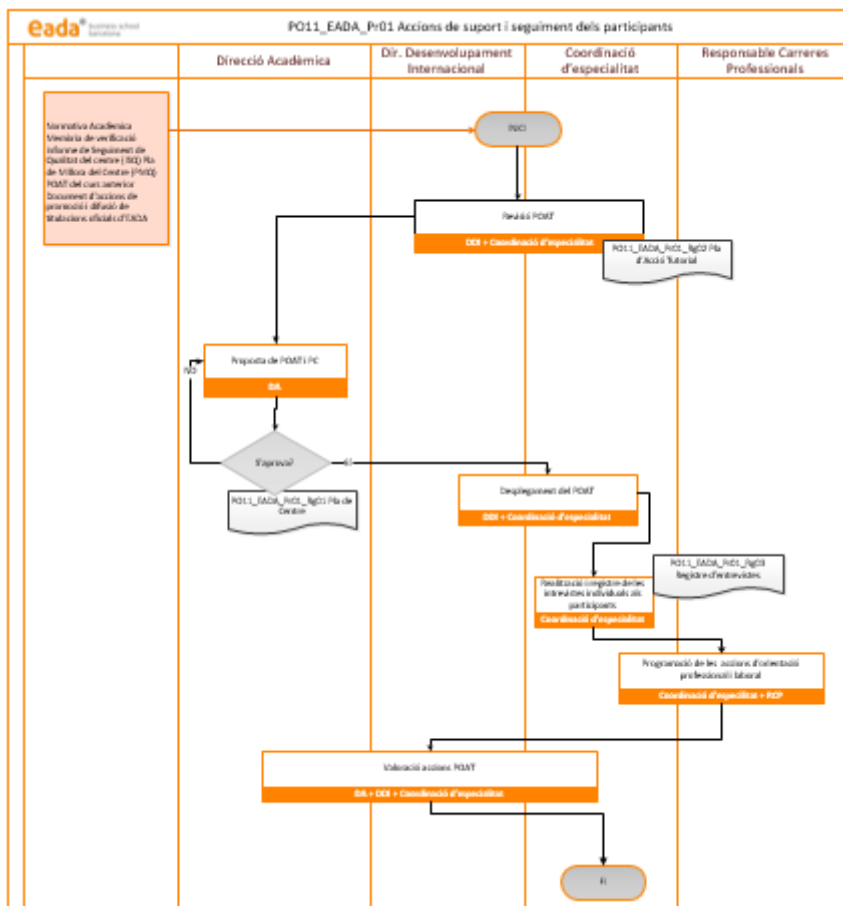 eada business school
barcelona
PO11_EADA_Pr01 Accions de suport i seguiment dels participants
Direcció Acadèmica
Dir. Desenvolupament
Internacional
Coordinació
d'especialitat
Responsable Carreres
Professionals
Normativa Acadèmica
Memòria de verificació
Informe de Seguiment de
Qualitat del centre (ISQ) Pla
de Millora del Centre (PMQ)
POAT del curs anterior
Document d'accions de
promoció i difusió de
titulacions oficials d'EADA
INICI
Revisió POAT
DDI + Coordinació d'especialitat
PO11_EADA_Pr01_Rg02 Pla
d'Acció Tutorial
Proposta de POAT i PC
DA
NO
S'aprova?
SÍ
PO11_EADA_Pr01_Rg01 Pla de
Centre
Desplegament del POAT
DDI + Coordinació d'especialitat
PO11_EADA_Pr01_Rg03
Registre d'entrevistes
Realització i registre de les
entrevistes individuals als
participants
Coordinació d'especialitat
Programació de les accions d'orientació
professional i laboral
Coordinació d'especilitat + RCP
Valoració accions POAT
DA + DDI + Coordinació d'especialitat
FI